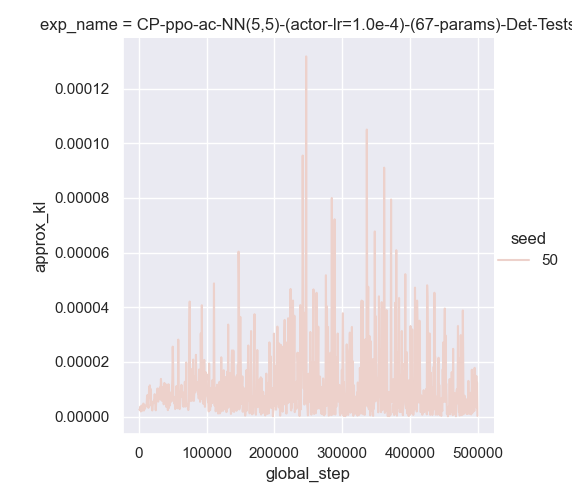 exp_name = CP-ppo-ac-NN(5,5)-(actor-lr=1.0e-4)-(67-params)-Det-Tests
0.00012
0.00010
0.00008
0.00006
0.00004
0.00002
0.00000
approx_kl
seed
50
0 100000 200000 300000 400000 500000
global_step